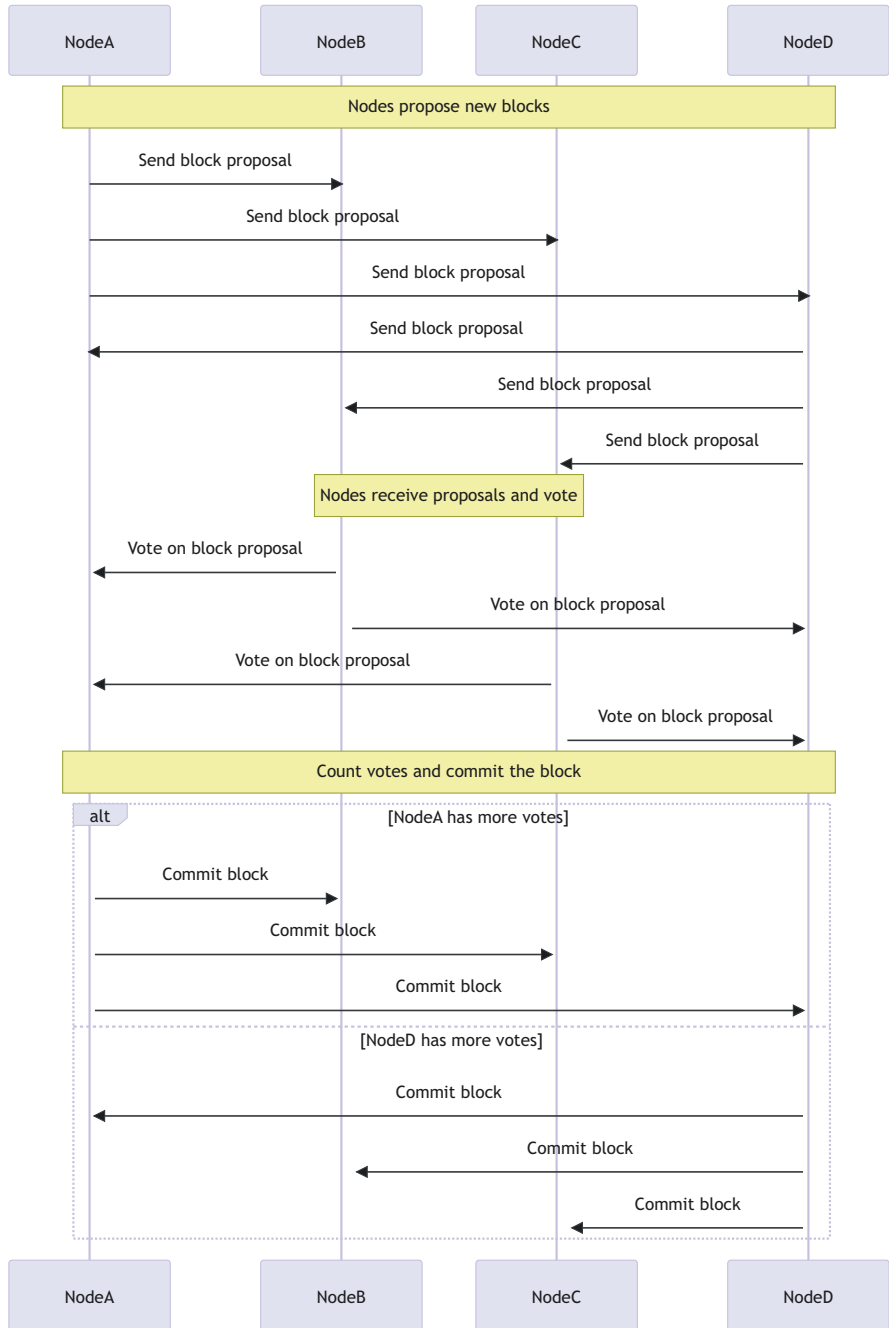 NodeA
NodeB
NodeC
NodeD
Nodes propose new blocks
Send block proposal
Send block proposal
Send block proposal
Send block proposal
Send block proposal
Send block proposal
Nodes receive proposals and vote
Vote on block proposal
Vote on block proposal
Vote on block proposal
Vote on block proposal
Count votes and commit the block
alt
[NodeA has more votes]
Commit block
Commit block
Commit block
[NodeD has more votes]
Commit block
Commit block
Commit block
NodeA
NodeB
NodeC
NodeD